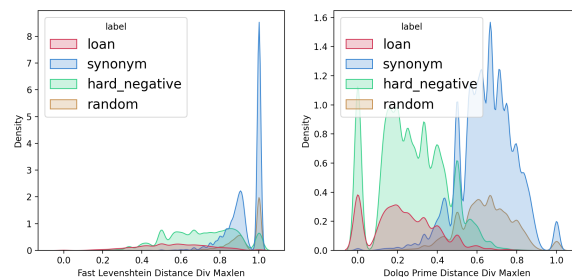 label
loan
synonym
hard_negative
random
Density
8
7
6
5
4
3
2
1
0
0.0 0.2 0.4 0.6 0.8 1.0
Fast Levenshtein Distance Div Maxlen
label
loan
synonym
hard_negative
random
Density
1.6
1.4
1.2
1.0
0.8
0.6
0.4
0.2
0.0
0.0 0.2 0.4 0.6 0.8 1.0
Dolgo Prime Distance Div Maxlen